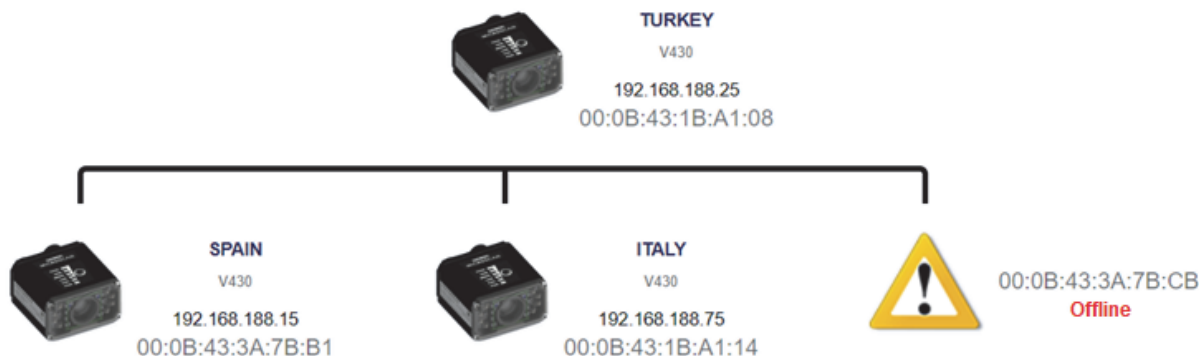 TURKEY
V430
192.168.188.25
00:0B:43:1B:A1:08
SPAIN
V430
192.168.188.15
00:0B:43:3A:7B:B1
ITALY
V430
192.168.188.75
00:0B:43:1B:A1:14
00:0B:43:3A:7B:CB
Offline